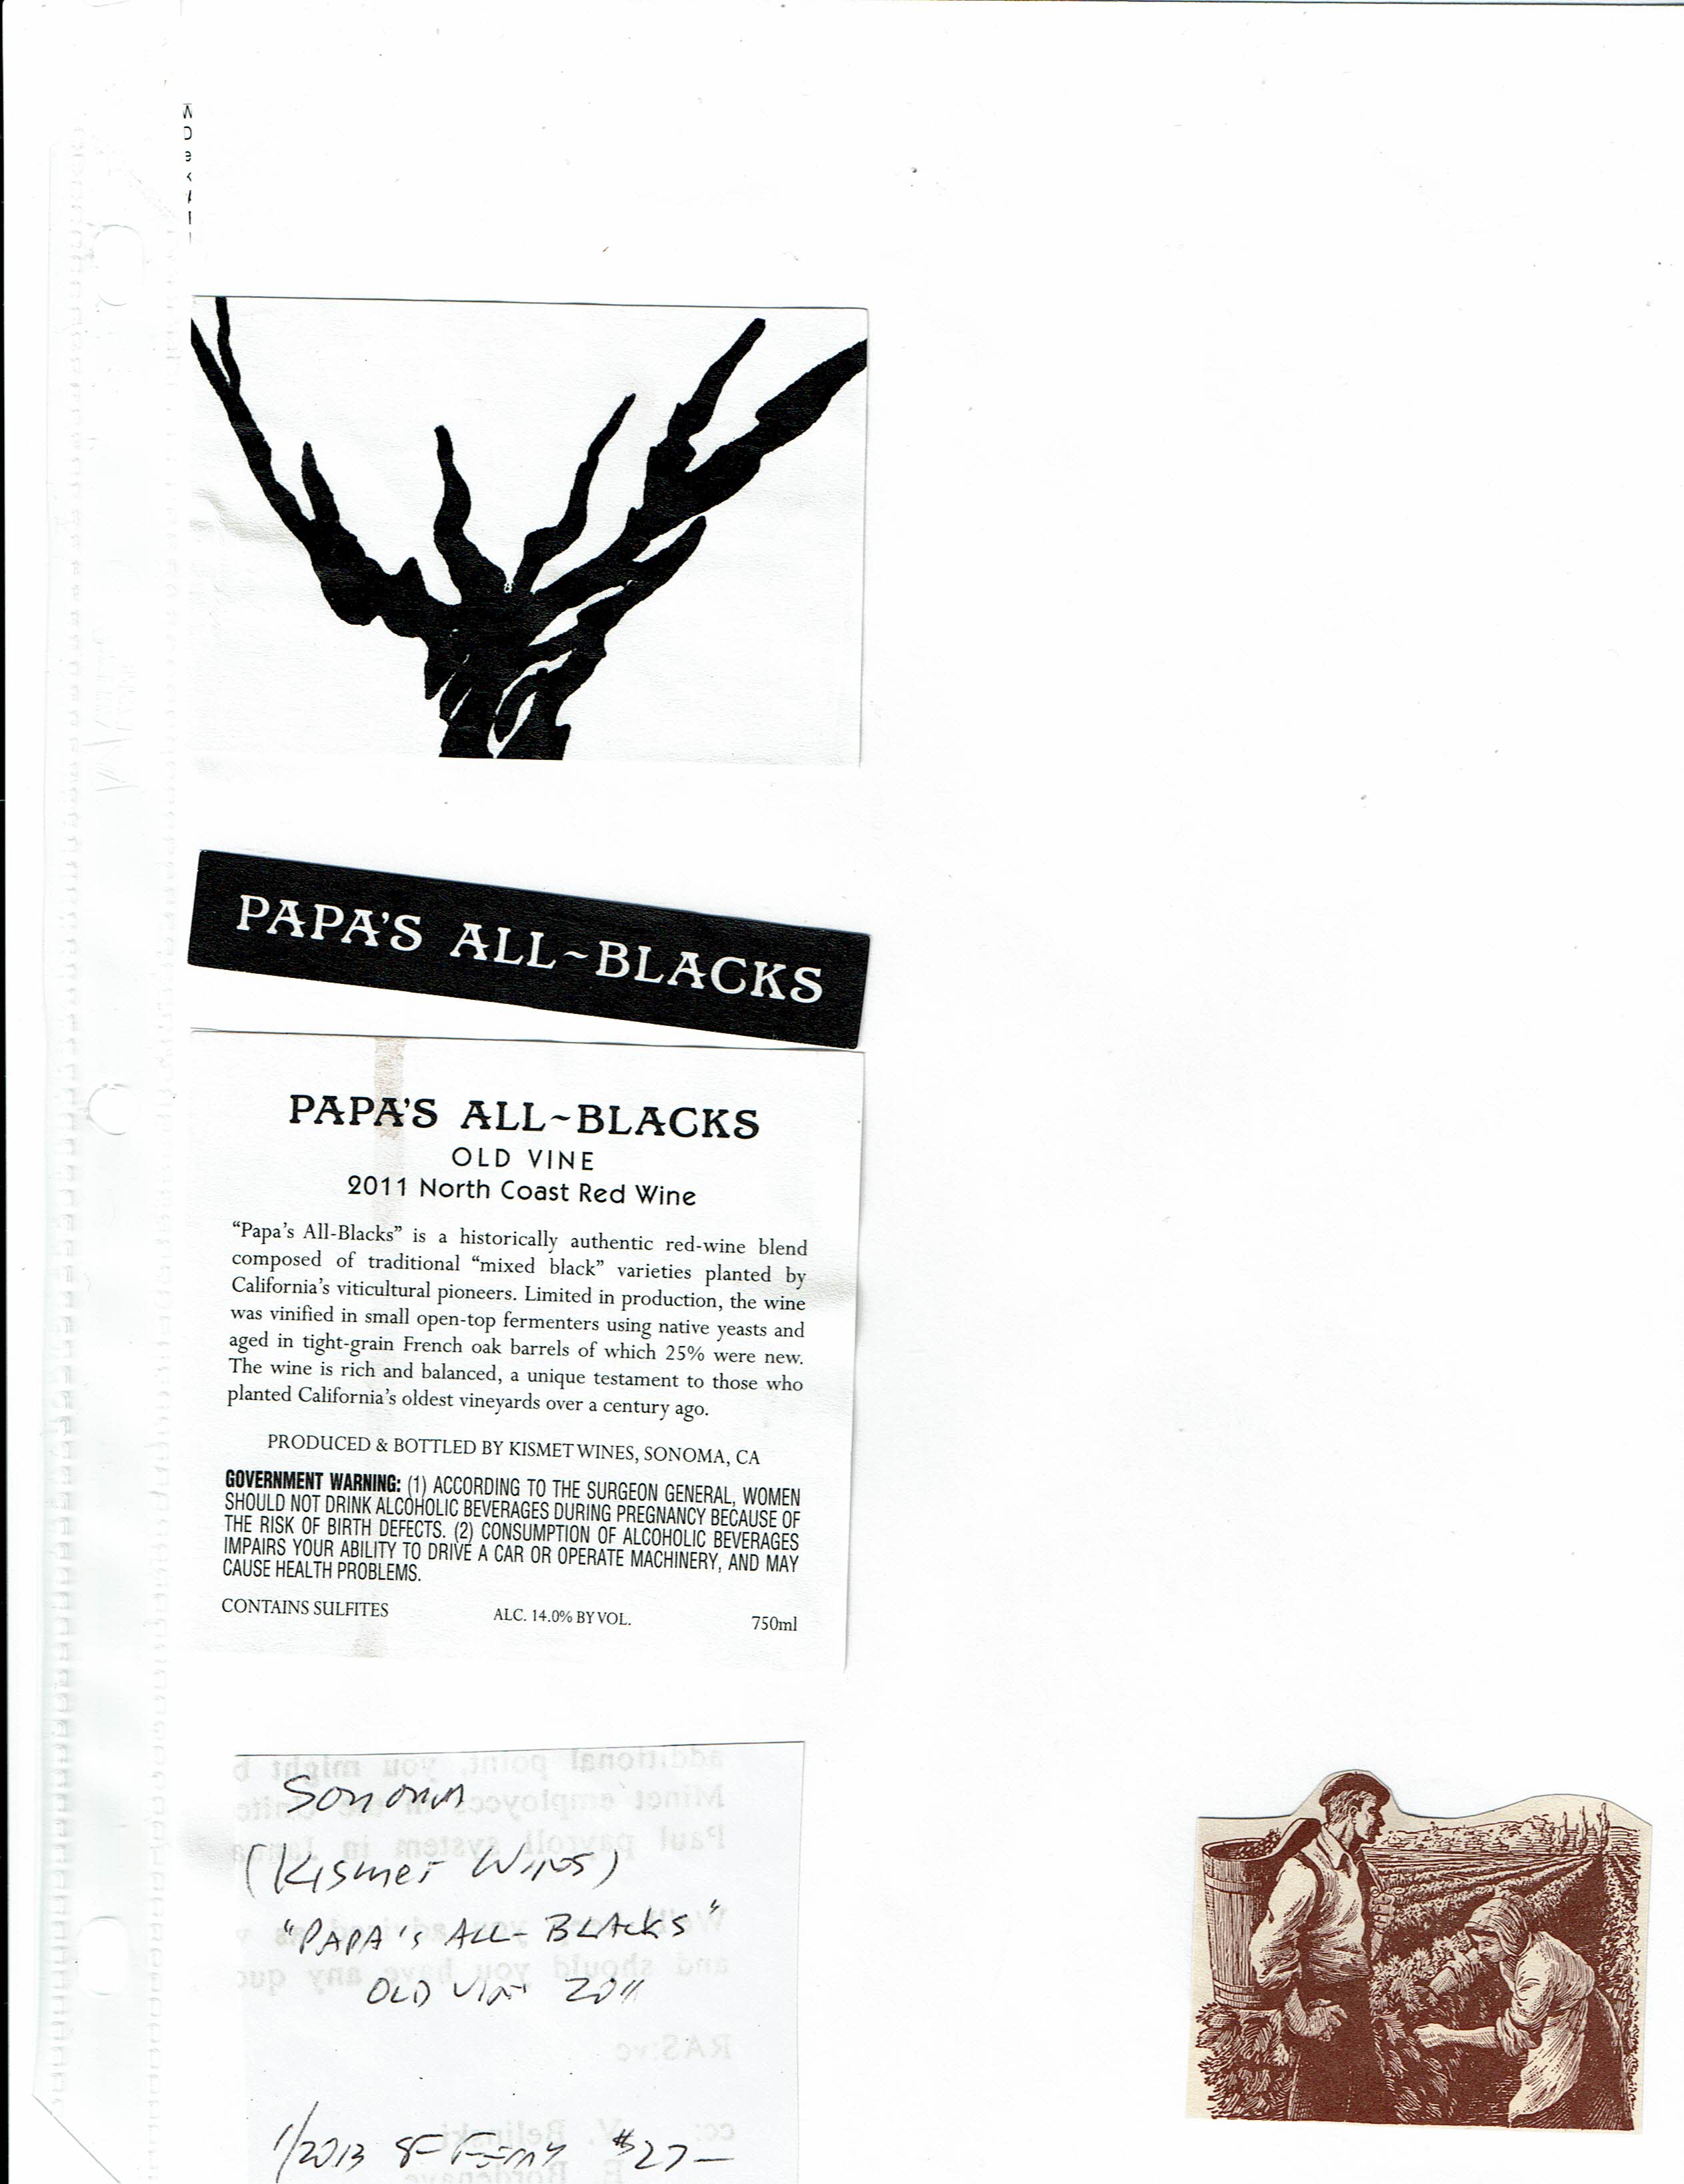 PAPA'S ALL~BLACKS
PAPA'S ALL~BLACKS
OLD VINE
2011 North Coast Red Wine
“Papa’s All-Blacks” is a historically authentic red-wine blend
composed of traditional “mixed black” varieties planted by
California’s viticultural pioneers. Limited in production, the wine
was vinified in small open-top fermenters using native yeasts and
aged in tight-grain French oak barrels of which 25% were new.
The wine is rich and balanced, a unique testament to those who
planted California’s oldest vineyards over a century ago.
PRODUCED & BOTTLED BY KISMET WINES, SONOMA, CA
GOVERNMENT WARNING: (1) ACCORDING TO THE SURGEON GENERAL, WOMEN
SHOULD NOT DRINK ALCOHOLIC BEVERAGES DURING PREGNANCY BECAUSE OF
THE RISK OF BIRTH DEFECTS. (2) CONSUMPTION OF ALCOHOLIC BEVERAGES
IMPAIRS YOUR ABILITY TO DRIVE A CAR OR OPERATE MACHINERY, AND MAY
CAUSE HEALTH PROBLEMS.
CONTAINS SULFITES ALC. 14.0% BY VOL. 750ml
Sonoma
(Kismet Wines)
"PAPA's ALL-BLACKS"
OLD VINE 2011
1/2013 SF $27—